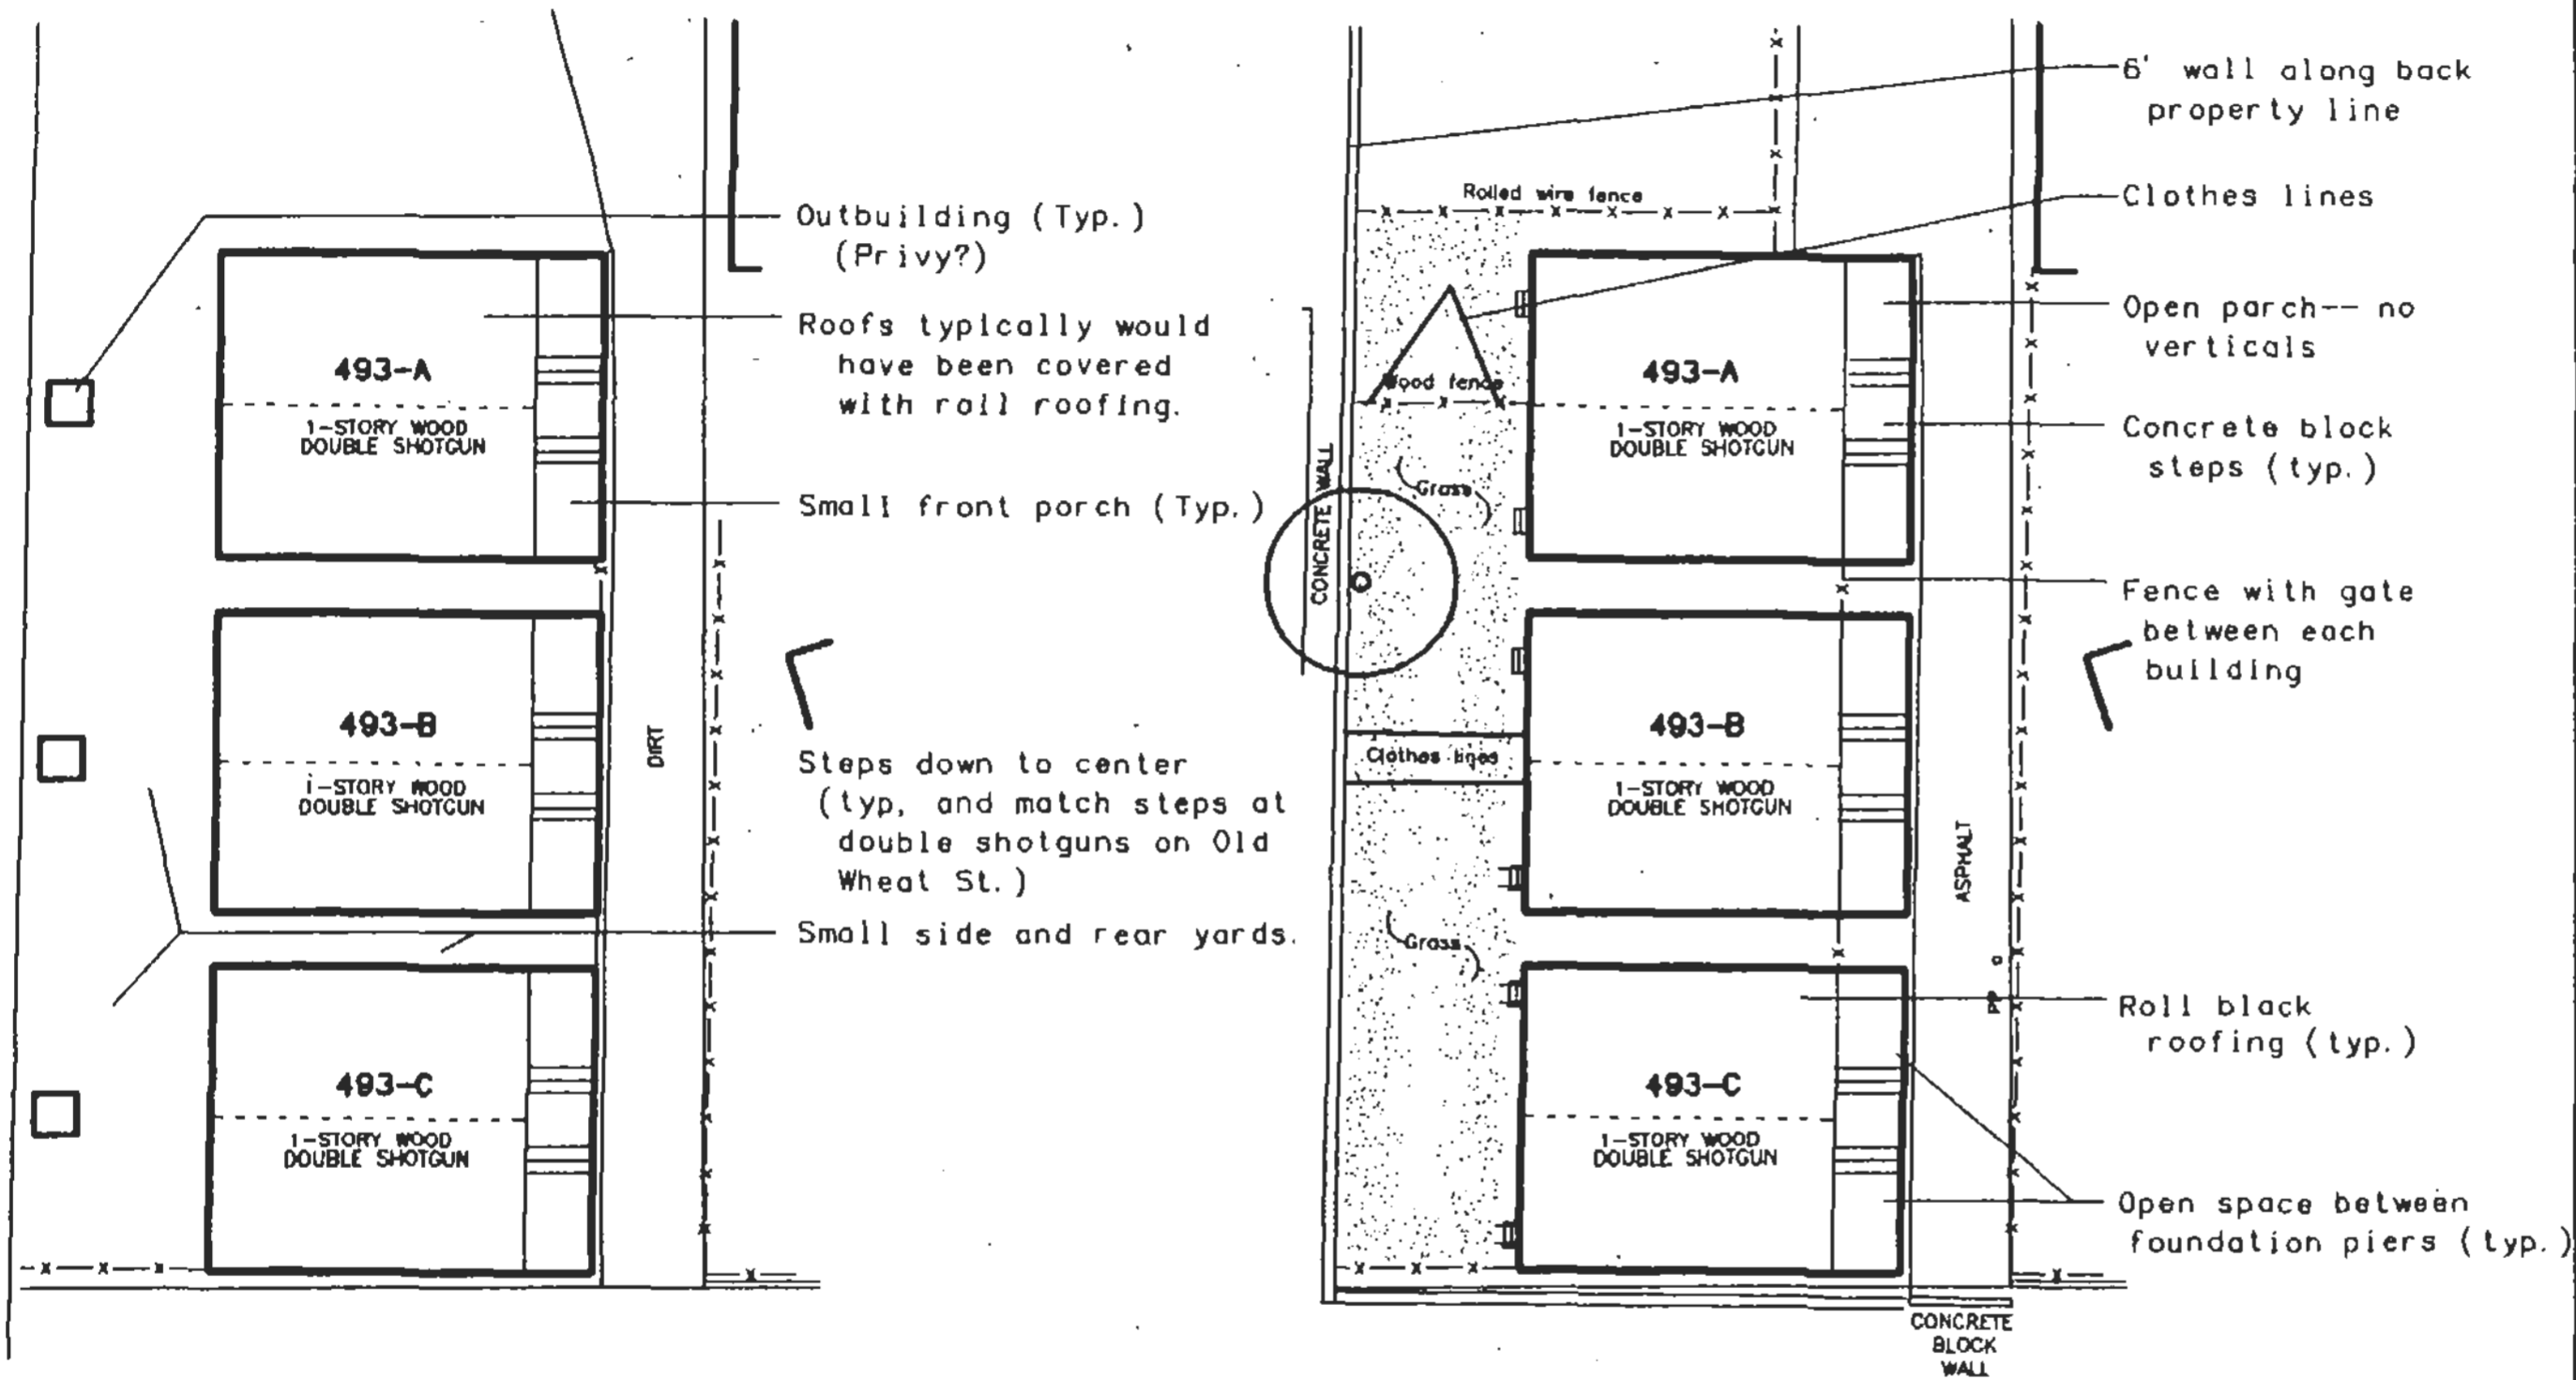 Outbuilding (Typ.)
(Privy?)
Roofs typically would
have been covered
with roll roofing.
493-A
1-STORY WOOD
DOUBLE SHOTGUN
Small front porch (Typ.)
493-B
1-STORY WOOD
DOUBLE SHOTGUN
DIRT
Steps down to center
(typ, and match steps at
double shotguns on Old
Wheat St.)
Small side and rear yards.
493-C
1-STORY WOOD
DOUBLE SHOTGUN
6' wall along back
property line
Rolled wire fence
Clothes lines
Open parch-- no
verticals
493-A
Wood fence
1-STORY WOOD
DOUBLE SHOTGUN
Concrete block
steps (typ.)
CONCRETE WALL
Grass
Fence with gate
between each
building
493-B
Clothes lines
1-STORY WOOD
DOUBLE SHOTGUN
ASPHALT
Grass
PP
Roll black
roofing (typ.)
493-C
1-STORY WOOD
DOUBLE SHOTGUN
Open space between
foundation piers (typ.)
CONCRETE
BLOCK
WALL